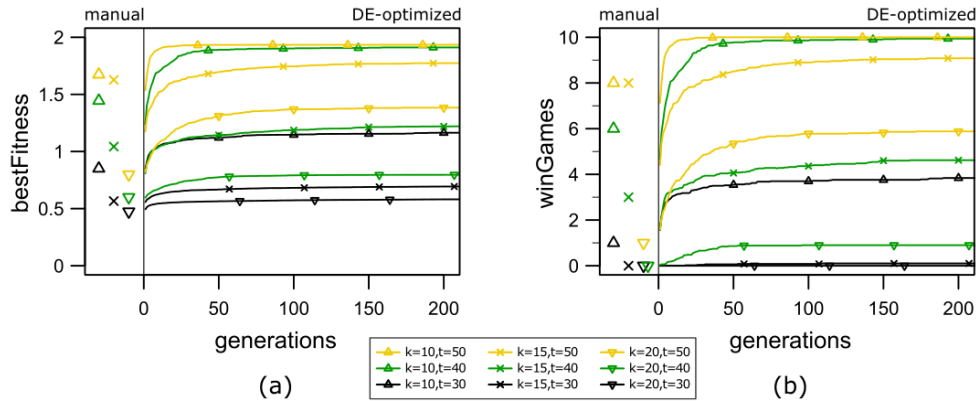 manual DE-optimized
bestFitness
2
1.5
1
0.5
0
0 50 100 150 200
generations
(a)
manual DE-optimized
winGames
10
8
6
4
2
0
0 50 100 150 200
generations
(b)
k=10,t=50 k=15,t=50 k=20,t=50
k=10,t=40 k=15,t=40 k=20,t=40
k=10,t=30 k=15,t=30 k=20,t=30